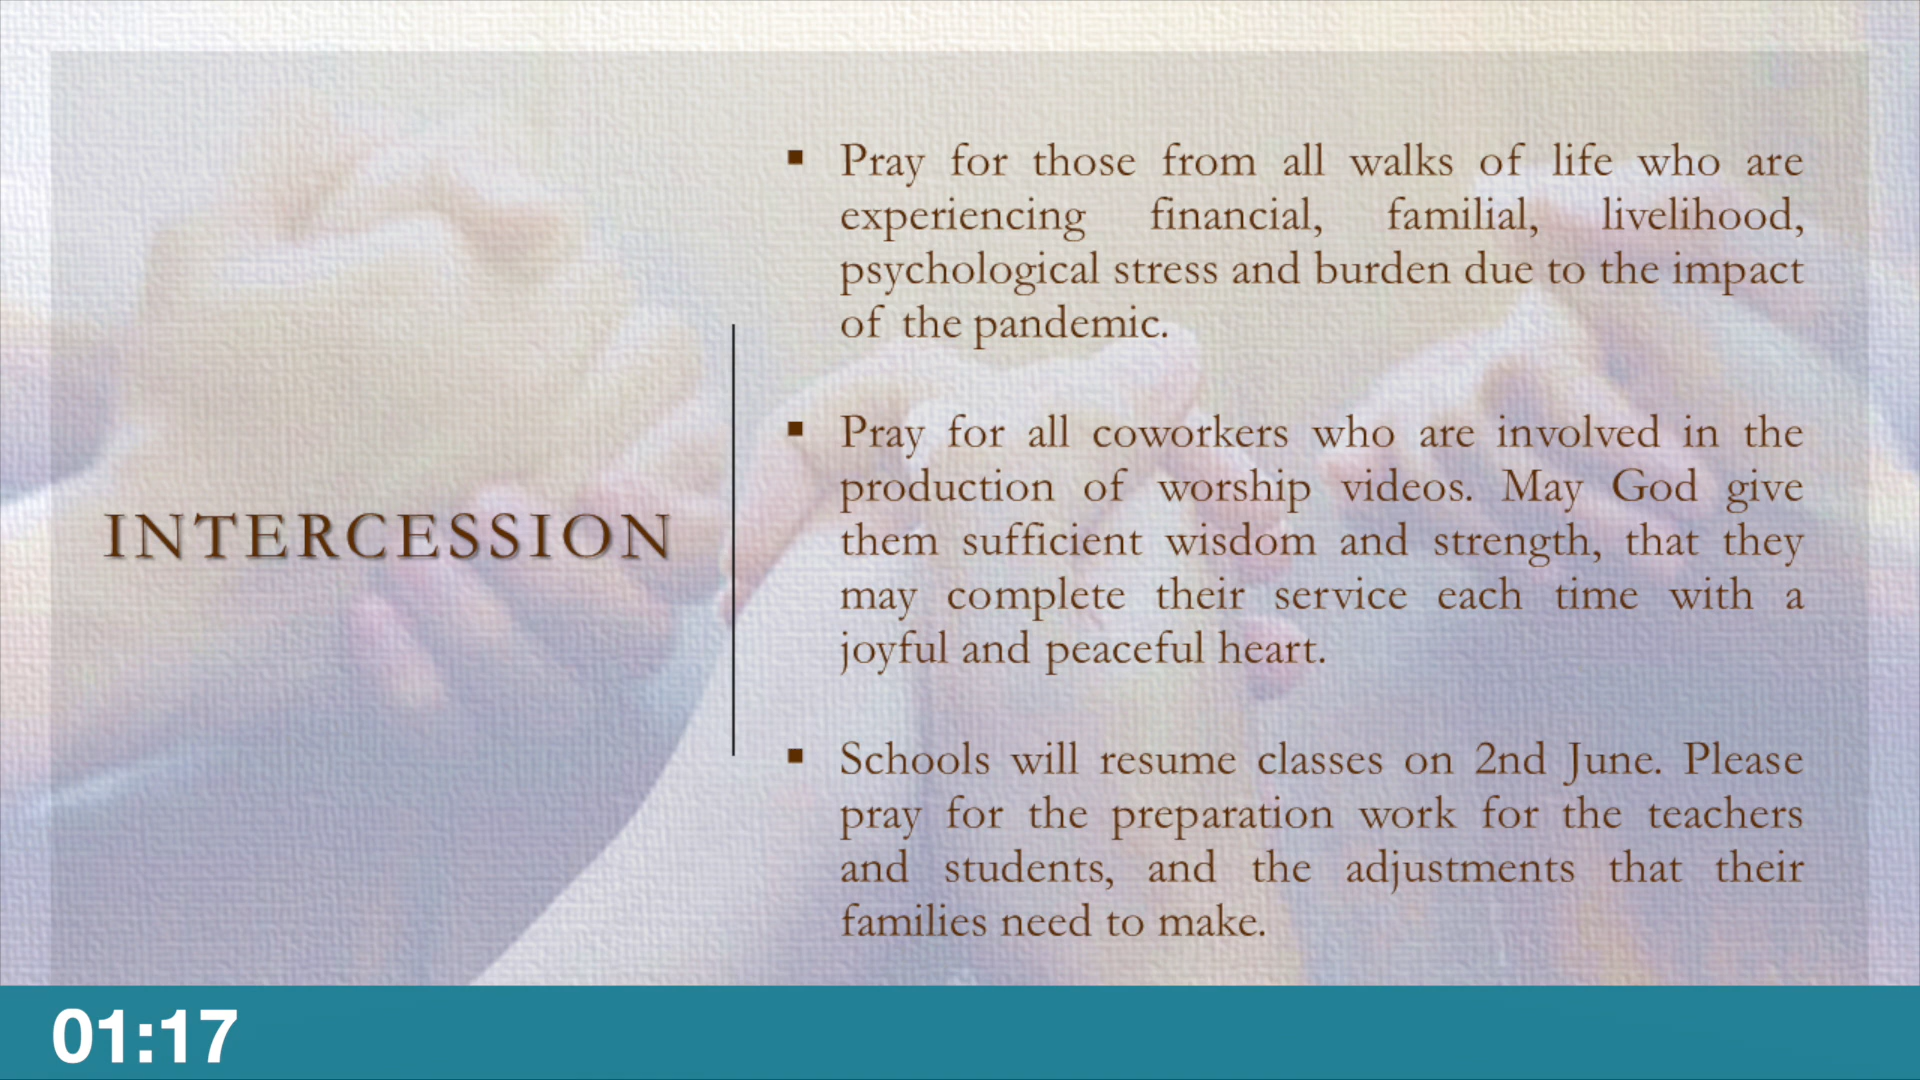 INTERCESSION
▪ Pray for those from all walks of life who are
experiencing financial, familial, livelihood,
psychological stress and burden due to the impact
of the pandemic.
▪ Pray for all coworkers who are involved in the
production of worship videos. May God give
them sufficient wisdom and strength, that they
may complete their service each time with a
joyful and peaceful heart.
▪ Schools will resume classes on 2nd June. Please
pray for the preparation work for the teachers
and students, and the adjustments that their
families need to make.
01:17